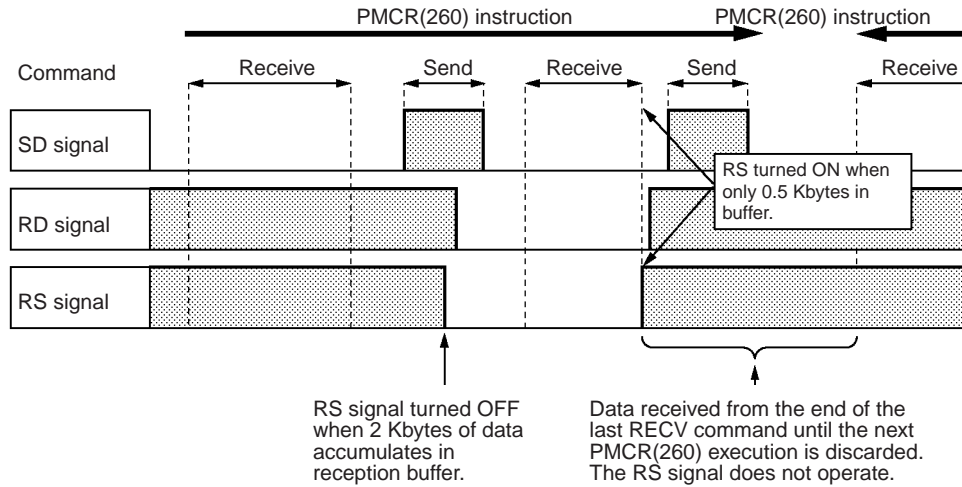 PMCR(260) instruction PMCR(260) instruction
Command Receive Send Receive Send Receive
SD signal
RS turned ON when
only 0.5 Kbytes in
buffer.
RD signal
RS signal
RS signal turned OFF
when 2 Kbytes of data
accumulates in
reception buffer.
Data received from the end of the
last RECV command until the next
PMCR(260) execution is discarded.
The RS signal does not operate.